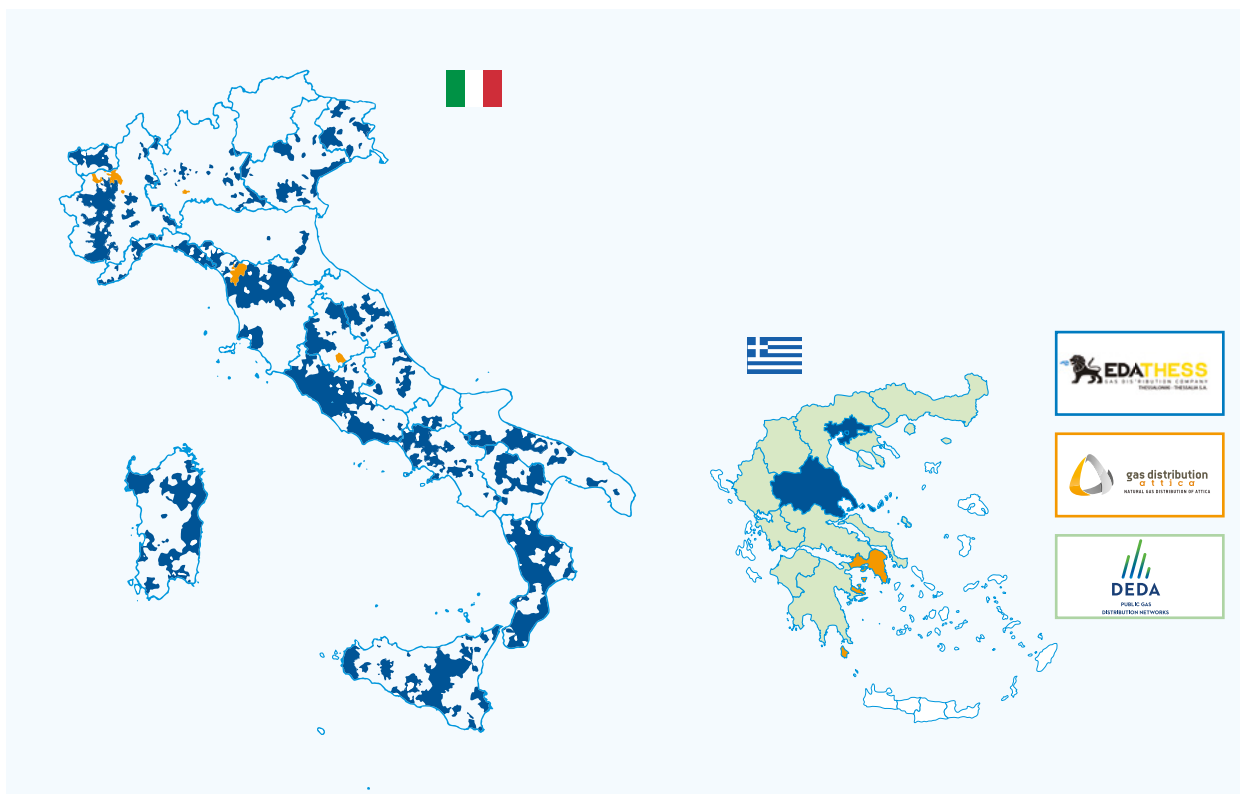 EDATHESS
GAS DISTRIBUTION COMPANY
THESSALONIKI - THESSALIA S.A.
gas distribution
attica
NATURAL GAS DISTRIBUTION OF ATTICA
DEDA
PUBLIC GAS
DISTRIBUTION NETWORKS